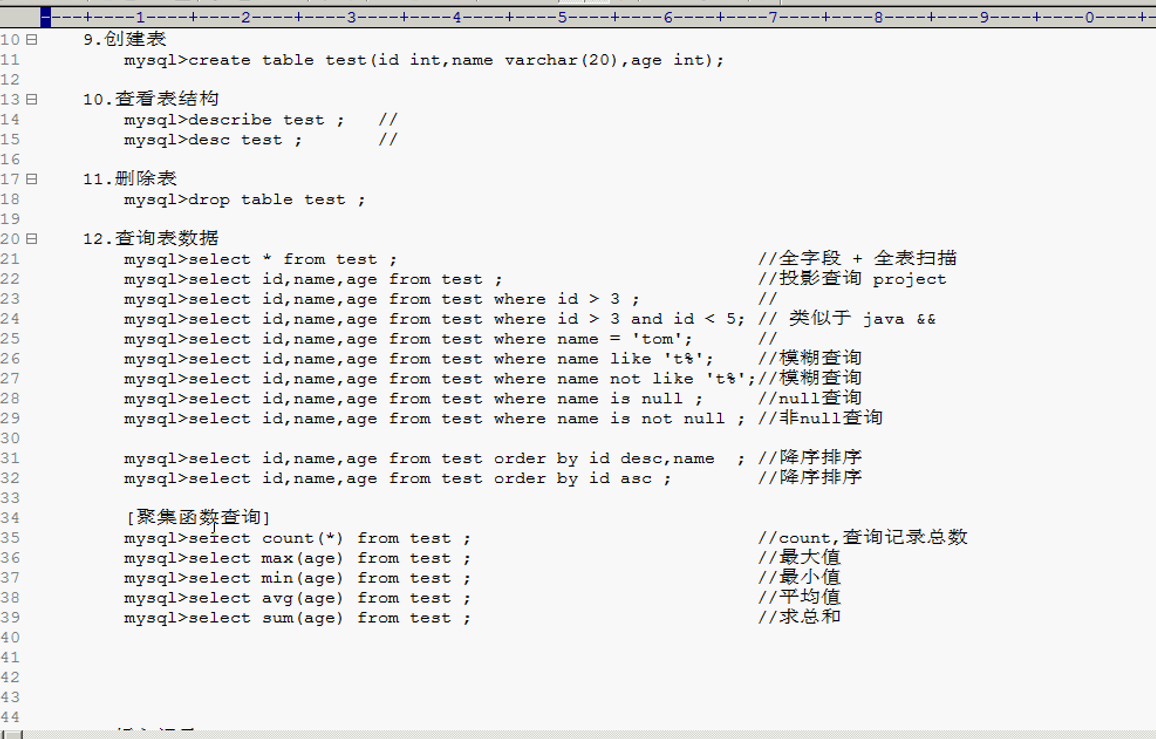 ----+----1----+----2----+----3----+----4----+----5----+----6----+----7----+----8----+----9----+----0----+-
10 9.创建表
11 mysql>create table test(id int,name varchar(20),age int);
12
13 10.查看表结构
14 mysql>describe test ; //
15 mysql>desc test ; //
16
17 11.删除表
18 mysql>drop table test ;
19
20 12.查询表数据
21 mysql>select * from test ; //全字段 + 全表扫描
22 mysql>select id,name,age from test ; //投影查询 project
23 mysql>select id,name,age from test where id > 3 ; //
24 mysql>select id,name,age from test where id > 3 and id < 5; // 类似于 java &&
25 mysql>select id,name,age from test where name = 'tom'; //
26 mysql>select id,name,age from test where name like 't%'; //模糊查询
27 mysql>select id,name,age from test where name not like 't%';//模糊查询
28 mysql>select id,name,age from test where name is null ; //null查询
29 mysql>select id,name,age from test where name is not null ; //非null查询
30
31 mysql>select id,name,age from test order by id desc,name ; //降序排序
32 mysql>select id,name,age from test order by id asc ; //降序排序
33
34 [聚集函数查询]
35 mysql>select count(*) from test ; //count,查询记录总数
36 mysql>select max(age) from test ; //最大值
37 mysql>select min(age) from test ; //最小值
38 mysql>select avg(age) from test ; //平均值
39 mysql>select sum(age) from test ; //求总和
40
41
42
43
44